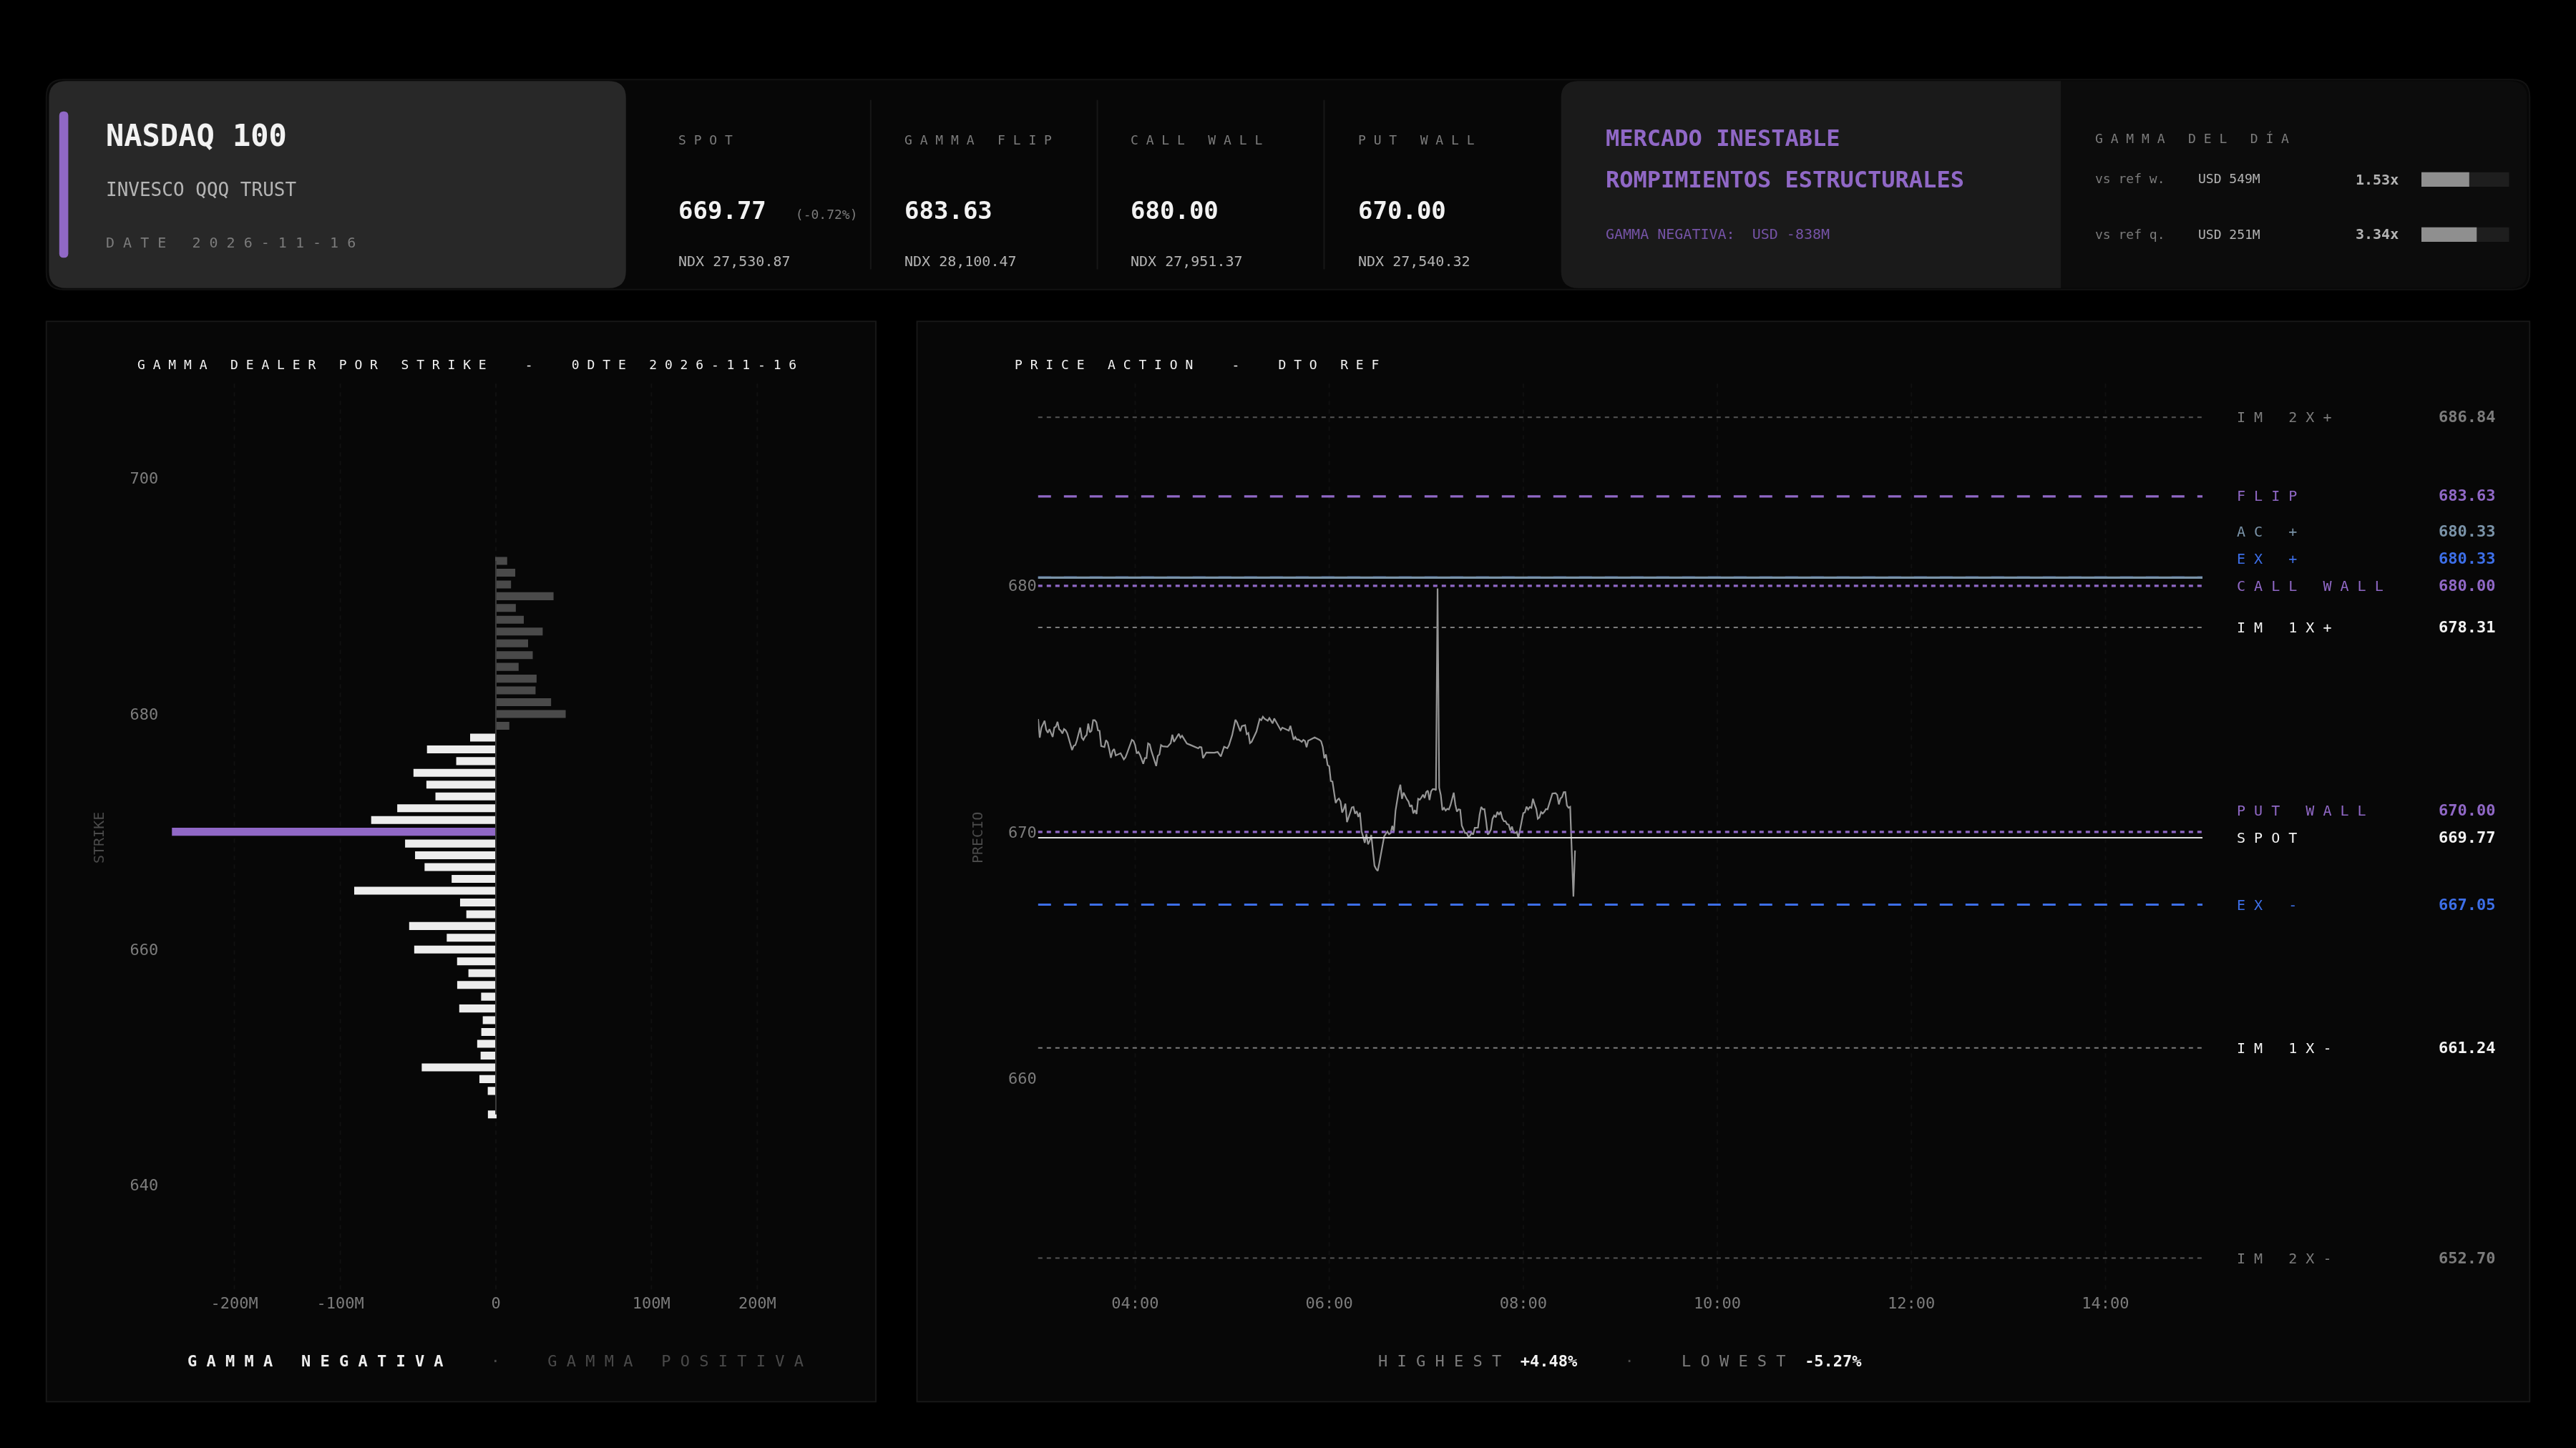 NASDAQ 100
INVESCO QQQ TRUST
DATE 2026-11-16
SPOT
669.77 (-0.72%)
NDX 27,530.87
GAMMA FLIP
683.63
NDX 28,100.47
CALL WALL
680.00
NDX 27,951.37
PUT WALL
670.00
NDX 27,540.32
MERCADO INESTABLE
ROMPIMIENTOS ESTRUCTURALES
GAMMA NEGATIVA: USD -838M
GAMMA DEL DÍA
vs ref w. USD 549M 1.53x
vs ref q. USD 251M 3.34x
GAMMA DEALER POR STRIKE - 0DTE 2026-11-16
STRIKE
700
680
660
640
-200M -100M 0 100M 200M
GAMMA NEGATIVA · GAMMA POSITIVA
PRICE ACTION - DTO REF
PRECIO
680
670
660
IM 2X+ 686.84
FLIP 683.63
AC + 680.33
EX + 680.33
CALL WALL 680.00
IM 1X+ 678.31
PUT WALL 670.00
SPOT 669.77
EX - 667.05
IM 1X- 661.24
IM 2X- 652.70
04:00 06:00 08:00 10:00 12:00 14:00
HIGHEST +4.48% · LOWEST -5.27%